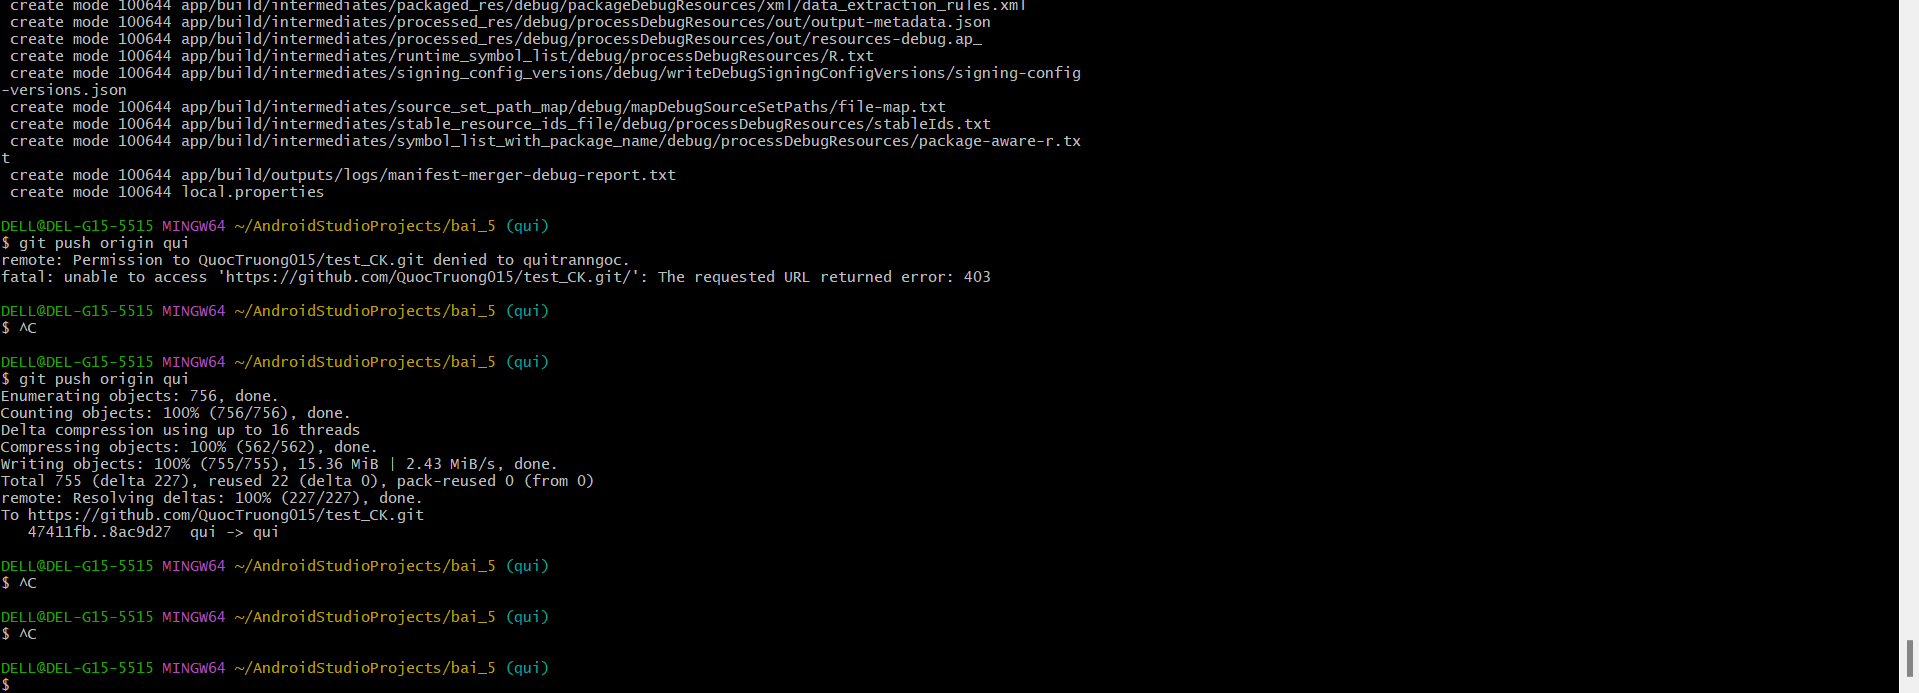 create mode 100644 app/build/intermediates/packaged_res/debug/packageDebugResources/xml/data_extraction_rules.xml
create mode 100644 app/build/intermediates/processed_res/debug/processDebugResources/out/output-metadata.json
create mode 100644 app/build/intermediates/processed_res/debug/processDebugResources/out/resources-debug.ap_
create mode 100644 app/build/intermediates/runtime_symbol_list/debug/processDebugResources/R.txt
create mode 100644 app/build/intermediates/signing_config_versions/debug/writeDebugSigningConfigVersions/signing-config
-versions.json
create mode 100644 app/build/intermediates/source_set_path_map/debug/mapDebugSourceSetPaths/file-map.txt
create mode 100644 app/build/intermediates/stable_resource_ids_file/debug/processDebugResources/stableIds.txt
create mode 100644 app/build/intermediates/symbol_list_with_package_name/debug/processDebugResources/package-aware-r.tx
t
create mode 100644 app/build/outputs/logs/manifest-merger-debug-report.txt
create mode 100644 local.properties
DELL@DEL-G15-5515 MINGW64 ~/AndroidStudioProjects/bai_5 (qui)
$ git push origin qui
remote: Permission to QuocTruong015/test_CK.git denied to quitranngoc.
fatal: unable to access 'https://github.com/QuocTruong015/test_CK.git/': The requested URL returned error: 403
DELL@DEL-G15-5515 MINGW64 ~/AndroidStudioProjects/bai_5 (qui)
$ ^C
DELL@DEL-G15-5515 MINGW64 ~/AndroidStudioProjects/bai_5 (qui)
$ git push origin qui
Enumerating objects: 756, done.
Counting objects: 100% (756/756), done.
Delta compression using up to 16 threads
Compressing objects: 100% (562/562), done.
Writing objects: 100% (755/755), 15.36 MiB | 2.43 MiB/s, done.
Total 755 (delta 227), reused 22 (delta 0), pack-reused 0 (from 0)
remote: Resolving deltas: 100% (227/227), done.
To https://github.com/QuocTruong015/test_CK.git
47411fb..8ac9d27  qui -> qui
DELL@DEL-G15-5515 MINGW64 ~/AndroidStudioProjects/bai_5 (qui)
$ ^C
DELL@DEL-G15-5515 MINGW64 ~/AndroidStudioProjects/bai_5 (qui)
$ ^C
DELL@DEL-G15-5515 MINGW64 ~/AndroidStudioProjects/bai_5 (qui)
$